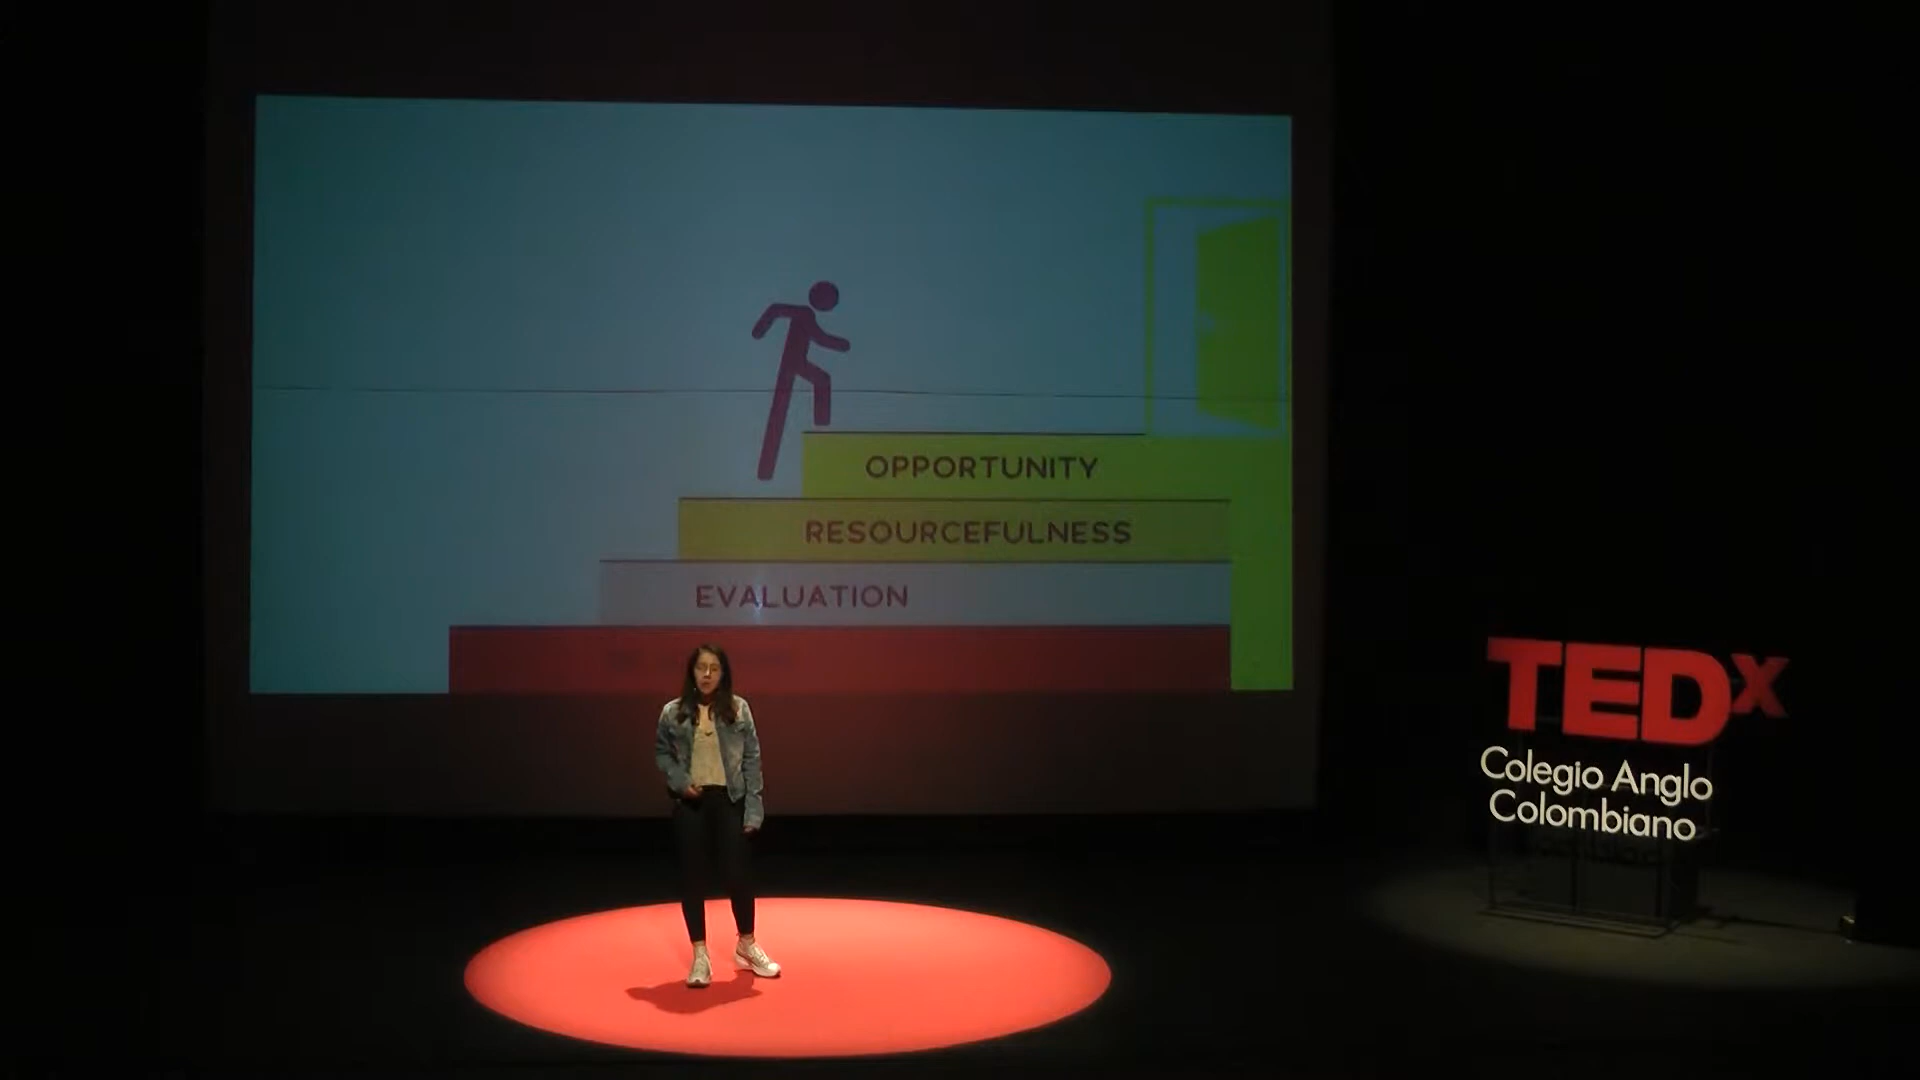 OPPORTUNITY
RESOURCEFULNESS
EVALUATION
TEDx
Colegio Anglo
Colombiano